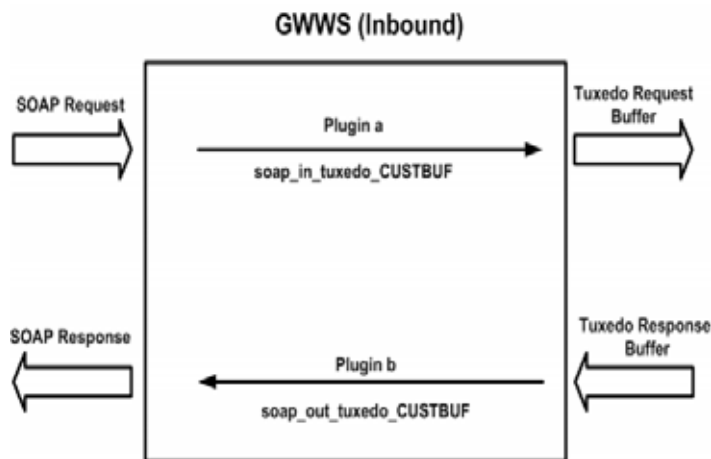 GWWS (Inbound)
SOAP Request
Tuxedo Request
Buffer
Plugin a
soap_in_tuxedo_CUSTBUF
SOAP Response
Tuxedo Response
Buffer
Plugin b
soap_out_tuxedo_CUSTBUF